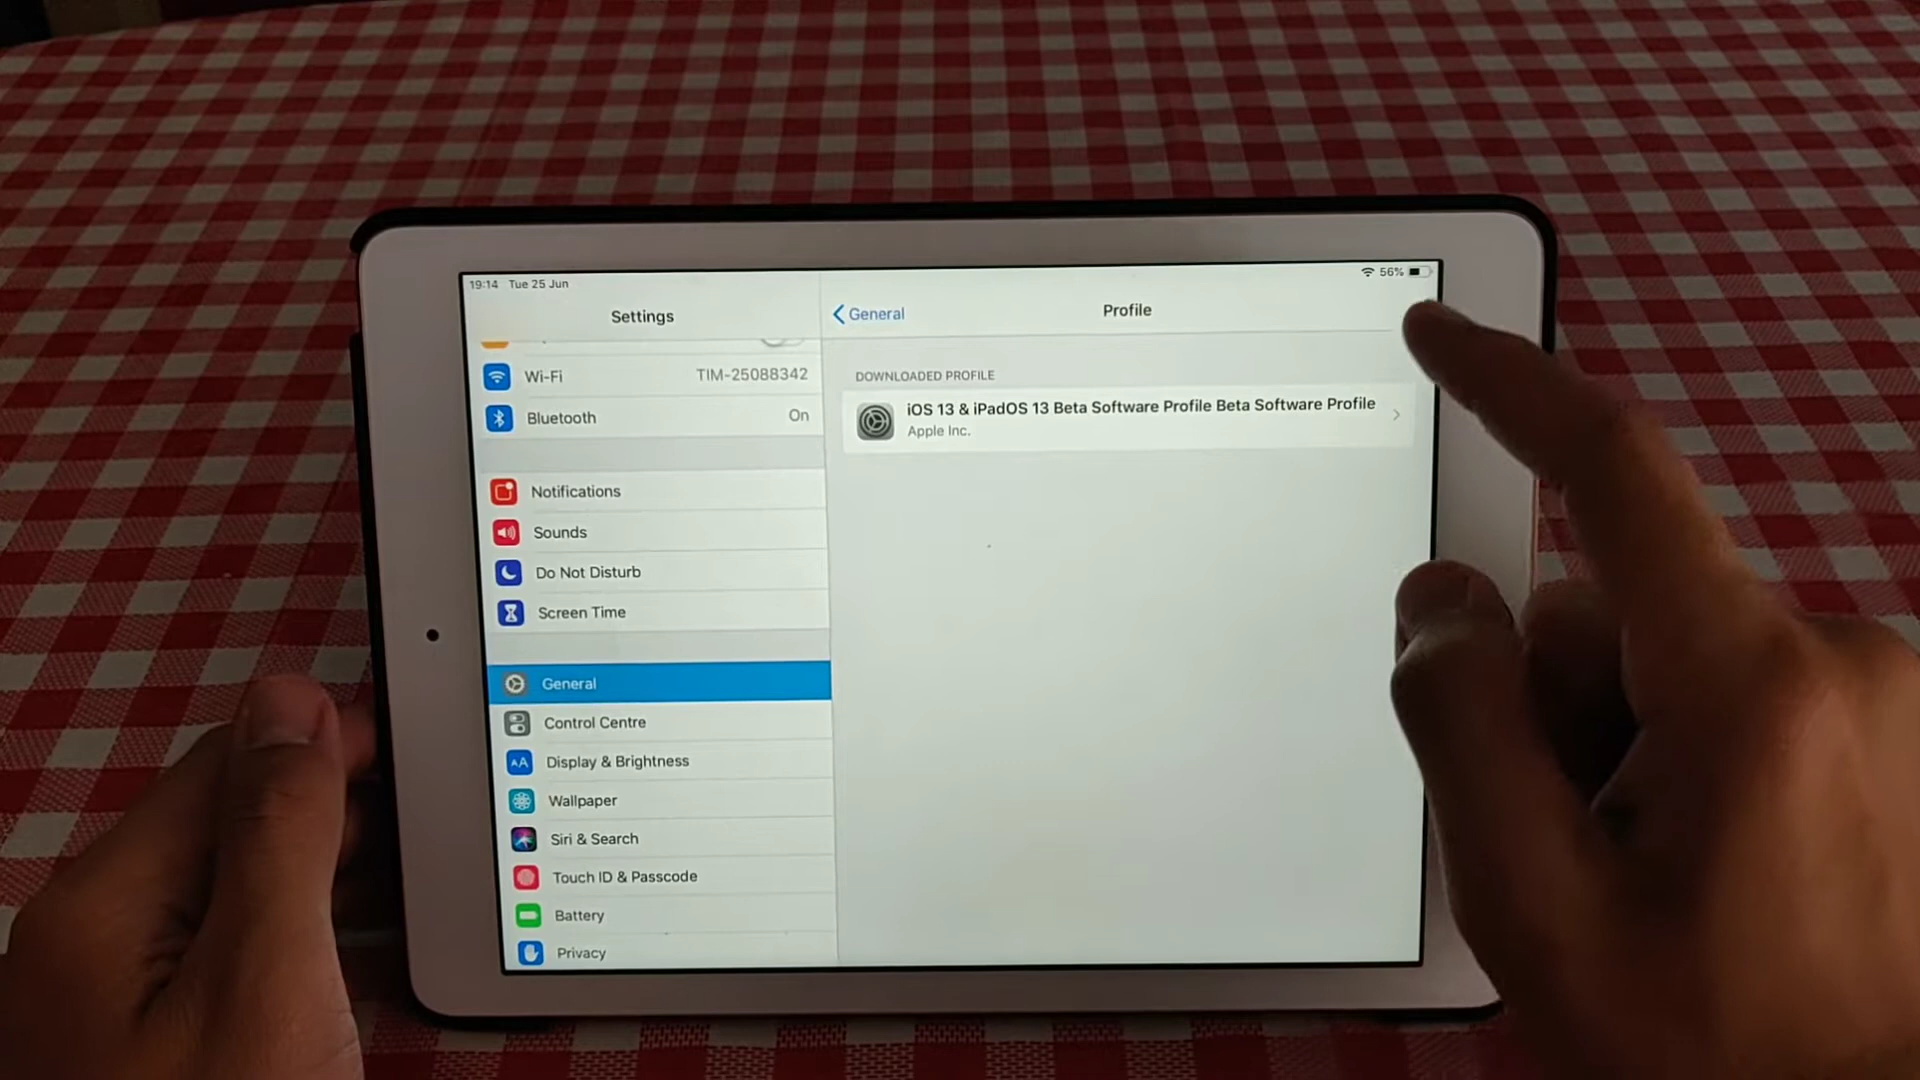 19:14 Tue 25 Jun
56%
Settings
General
Profile
Wi-Fi
TIM-25088342
Bluetooth
On
Notifications
Sounds
Do Not Disturb
Screen Time
General
Control Centre
Display & Brightness
Wallpaper
Siri & Search
Touch ID & Passcode
Battery
Privacy
DOWNLOADED PROFILE
iOS 13 & iPadOS 13 Beta Software Profile Beta Software Profile
Apple Inc.